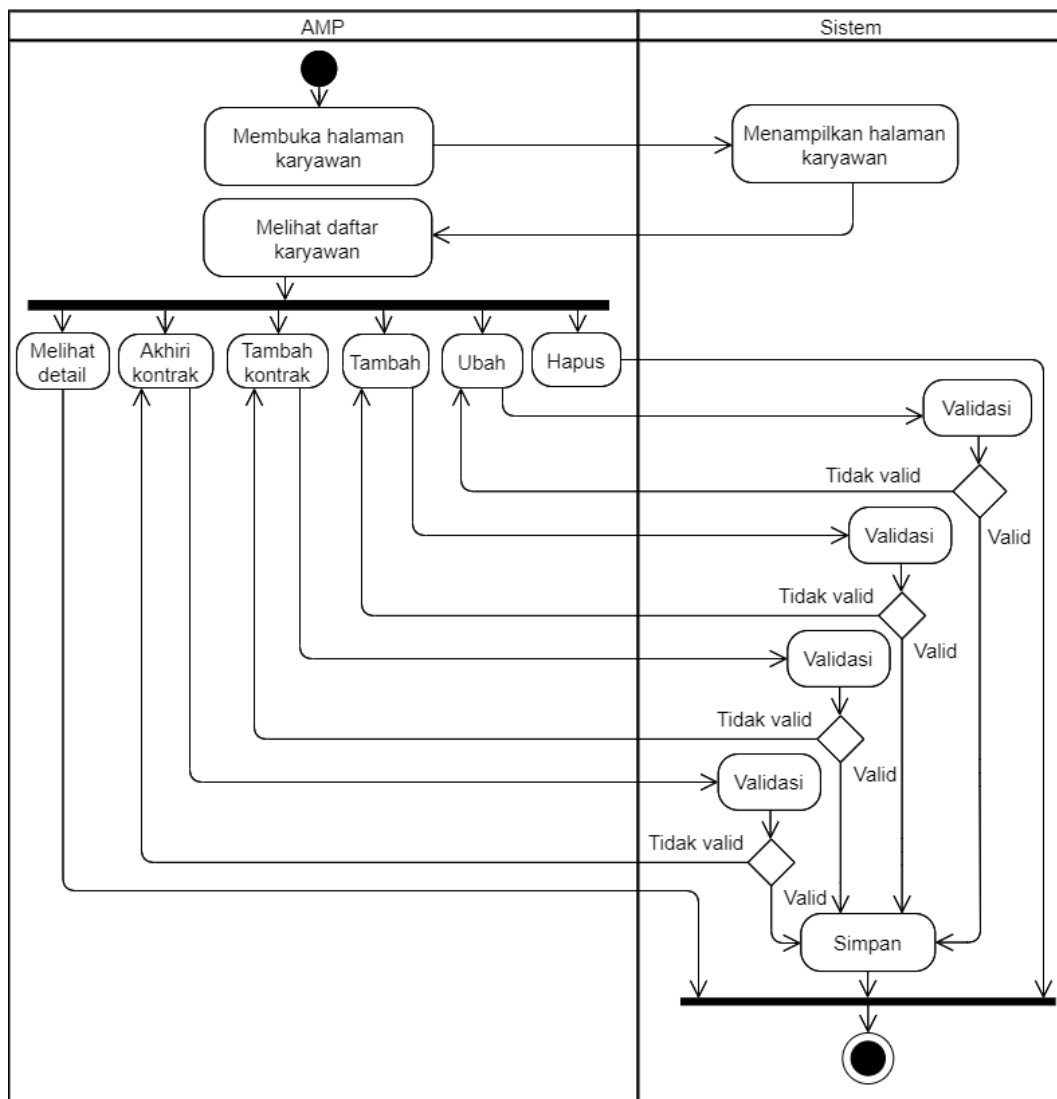 AMP
Sistem
Membuka halaman
karyawan
Menampilkan halaman
karyawan
Melihat daftar
karyawan
Melihat
detail
Akhiri
kontrak
Tambah
kontrak
Tambah
Ubah
Hapus
Validasi
Tidak valid
Valid
Validasi
Tidak valid
Valid
Validasi
Tidak valid
Valid
Validasi
Tidak valid
Valid
Simpan